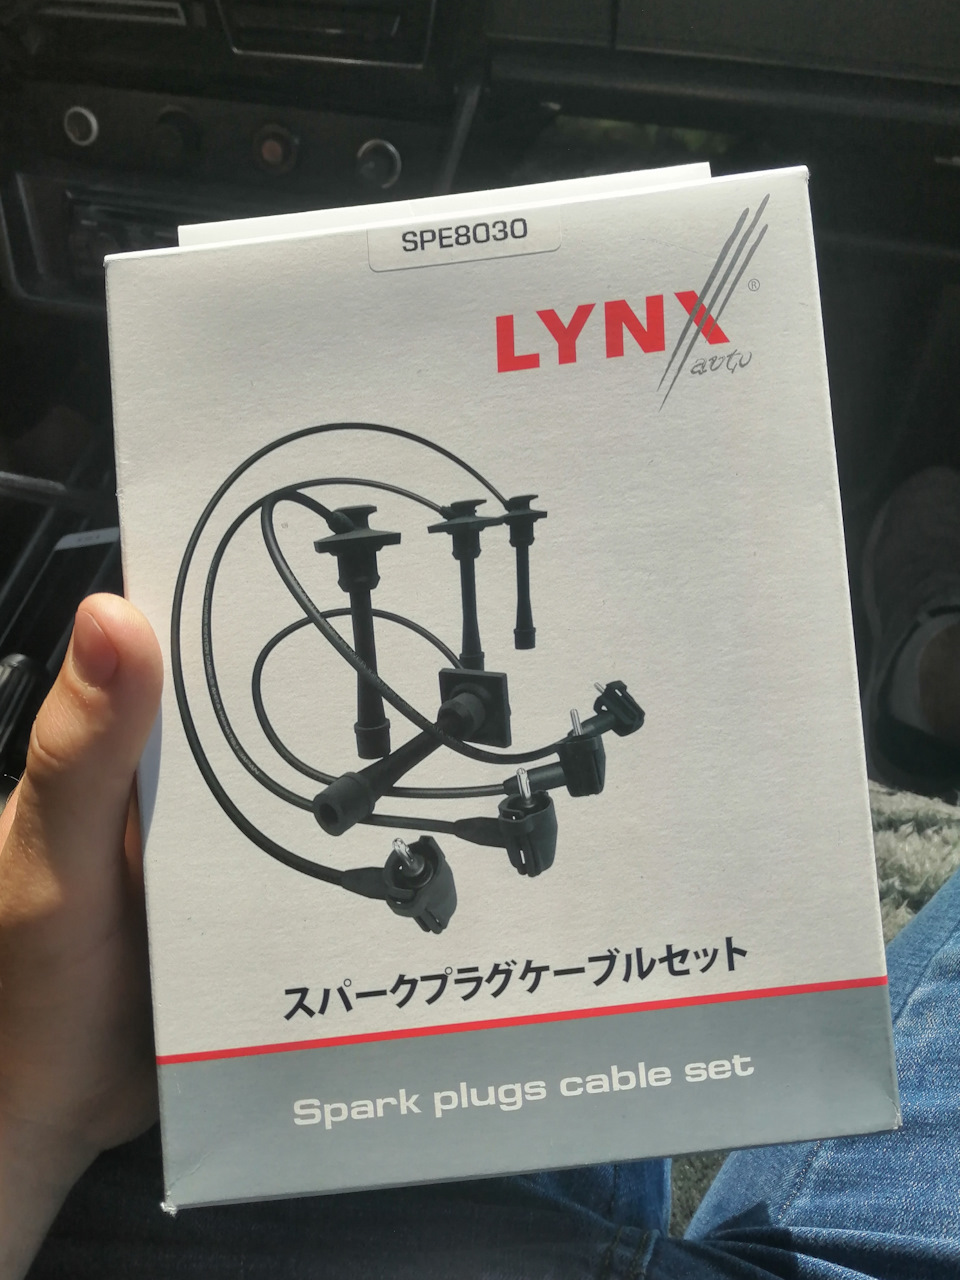 SPE8030
LYNX
®
auto
スパークプラグケーブルセット
Spark plugs cable set